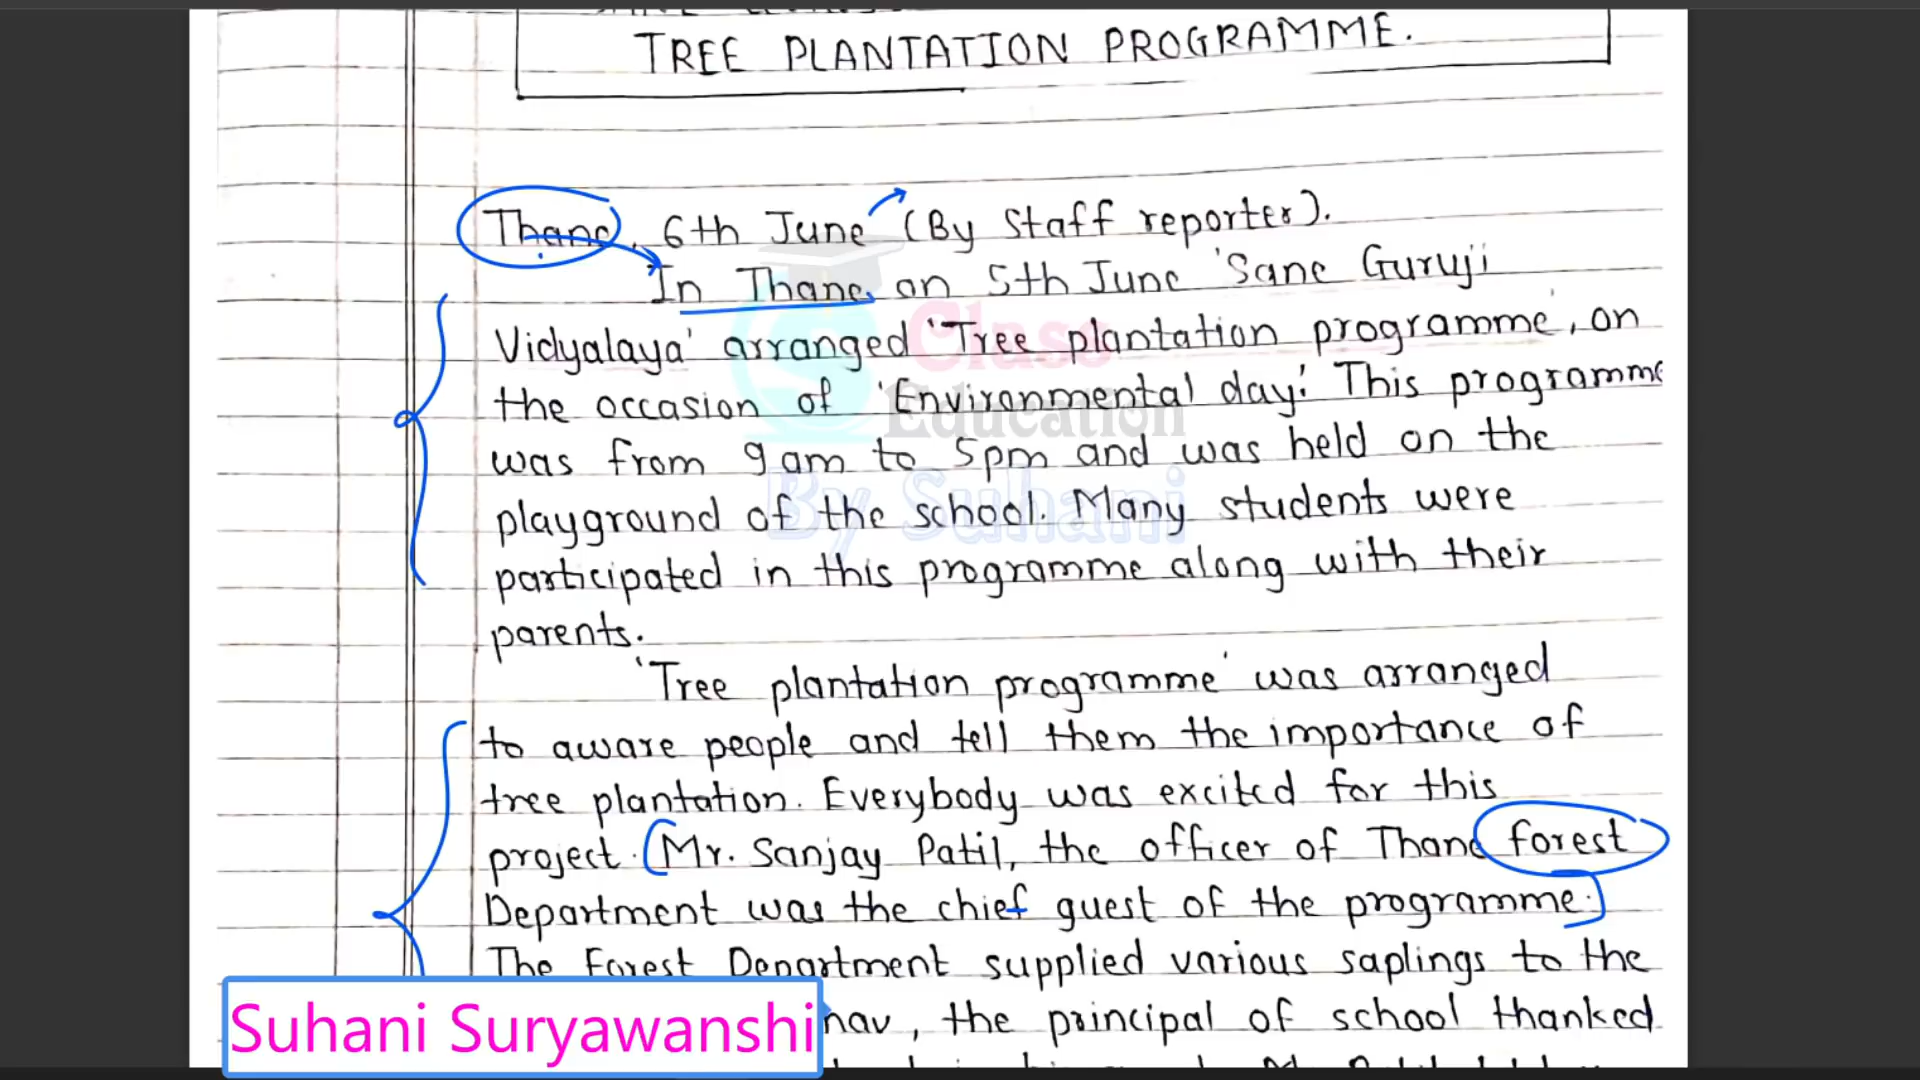 TREE PLANTATION PROGRAMME.
Thane, 6th June (By Staff reporter).
In Thane, on 5th June 'Sane Guruji
Vidyalaya' arranged 'Tree plantation programme', on
the occasion of 'Environmental day.' This programme
was from 9 am to 5pm and was held on the
playground of the school. Many students were
participated in this programme along with their
parents.
'Tree plantation programme' was arranged
to aware people and tell them the importance of
tree plantation. Everybody was excited for this
project. Mr. Sanjay Patil, the officer of Thane forest
Department was the chief guest of the programme.
The Forest Department supplied various saplings to the
nav, the principal of school thanked
Class
Education
By Suhani
Suhani Suryawanshi